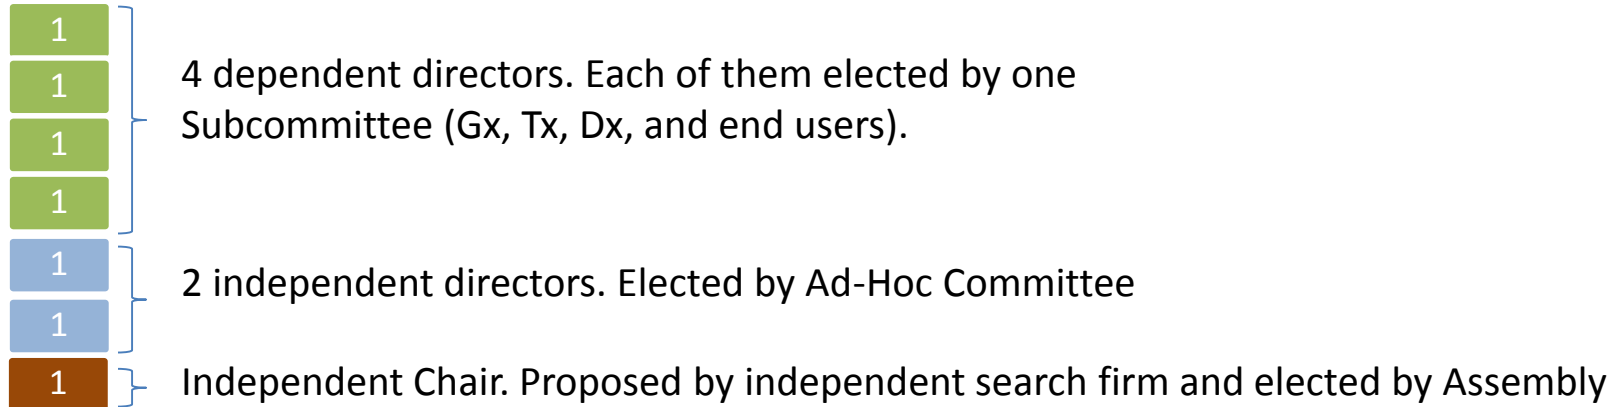 1
1
1
1
4 dependent directors. Each of them elected by one
Subcommittee (Gx, Tx, Dx, and end users).
1
1
2 independent directors. Elected by Ad-Hoc Committee
1
Independent Chair. Proposed by independent search firm and elected by Assembly